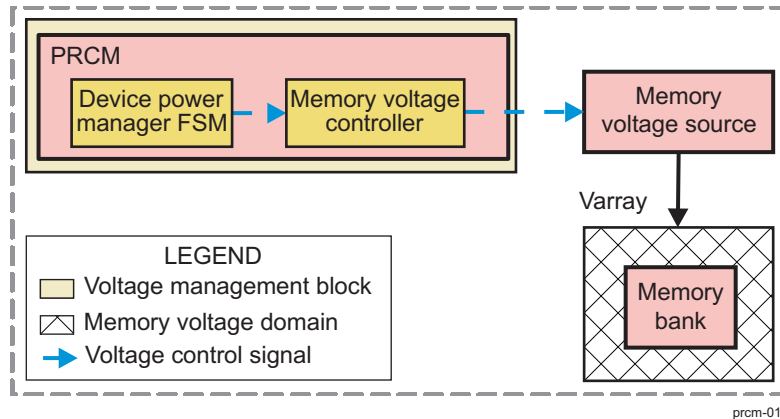 PRCM
Device power
manager FSM
Memory voltage
controller
Memory
voltage source
Varray
Memory
bank
LEGEND
Voltage management block
Memory voltage domain
Voltage control signal
prcm-01